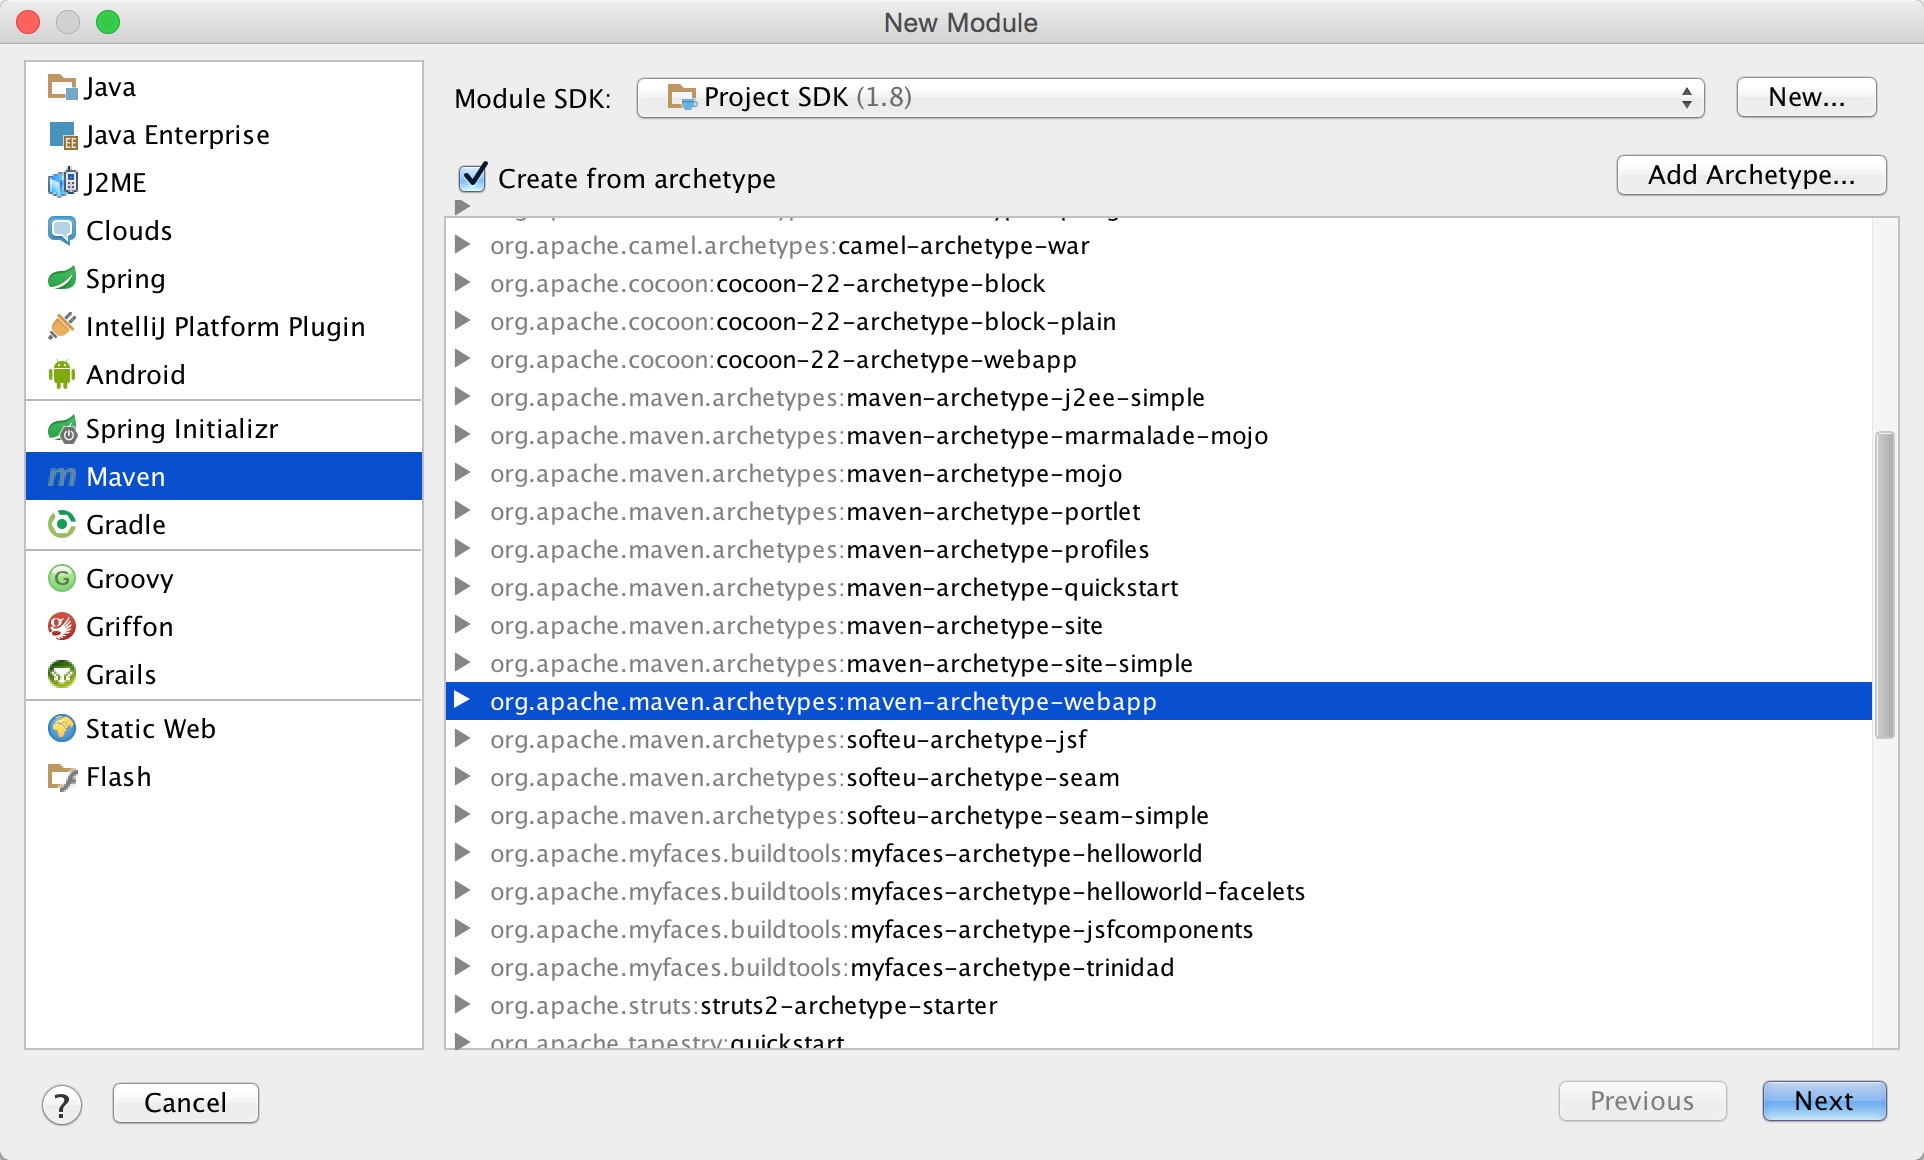 New Module
Java
Java Enterprise
J2ME
Clouds
Spring
IntelliJ Platform Plugin
Android
Spring Initializr
Maven
Gradle
Groovy
Griffon
Grails
Static Web
Flash
Module SDK: Project SDK (1.8) New...
Create from archetype Add Archetype...
org.apache.camel.archetypes:camel-archetype-war
org.apache.cocoon:cocoon-22-archetype-block
org.apache.cocoon:cocoon-22-archetype-block-plain
org.apache.cocoon:cocoon-22-archetype-webapp
org.apache.maven.archetypes:maven-archetype-j2ee-simple
org.apache.maven.archetypes:maven-archetype-marmalade-mojo
org.apache.maven.archetypes:maven-archetype-mojo
org.apache.maven.archetypes:maven-archetype-portlet
org.apache.maven.archetypes:maven-archetype-profiles
org.apache.maven.archetypes:maven-archetype-quickstart
org.apache.maven.archetypes:maven-archetype-site
org.apache.maven.archetypes:maven-archetype-site-simple
org.apache.maven.archetypes:maven-archetype-webapp
org.apache.maven.archetypes:softeu-archetype-jsf
org.apache.maven.archetypes:softeu-archetype-seam
org.apache.maven.archetypes:softeu-archetype-seam-simple
org.apache.myfaces.buildtools:myfaces-archetype-helloworld
org.apache.myfaces.buildtools:myfaces-archetype-helloworld-facelets
org.apache.myfaces.buildtools:myfaces-archetype-jsfcomponents
org.apache.myfaces.buildtools:myfaces-archetype-trinidad
org.apache.struts:struts2-archetype-starter
org.apache.tapestry:quickstart
? Cancel Previous Next